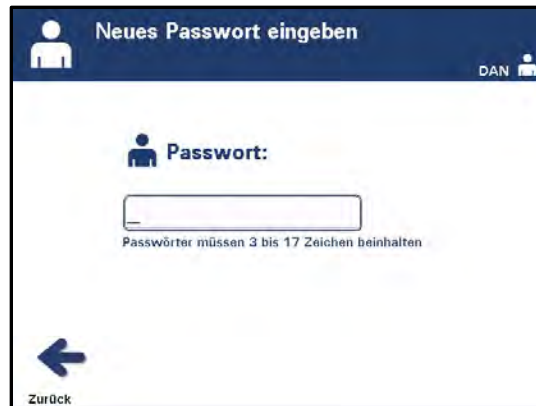 Neues Passwort eingeben
DAN
Passwort:
_
Passwörter müssen 3 bis 17 Zeichen beinhalten
Zurück